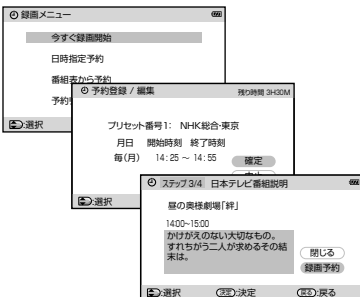 録画メニュー
今すぐ録画開始
日時指定予約
番組表から予約
予約
選択
予約登録 / 編集 残り時間 3H30M
プリセット番号1: NHK総合・東京
月日 開始時刻 終了時刻
毎(月) 14:25 ~ 14:55 確定
選択
ステップ 3/4 日本テレビ番組説明
昼の奥様劇場「絆」
14:00~15:00
かけがえのない大切なもの。
すれちがう二人が求めるその結
末は。
閉じる
録画予約
:選択 決定:決定 戻る:戻る